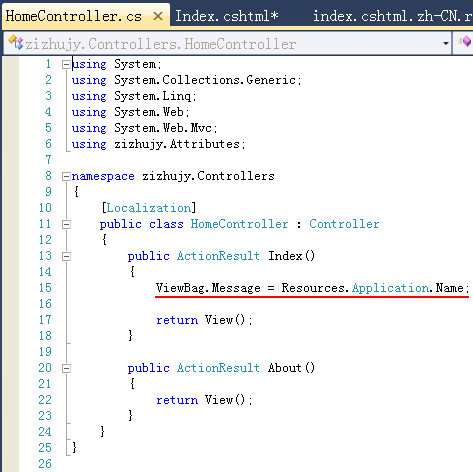 HomeController.cs × Index.cshtml* index.cshtml.zh-CN.r
zizhujy.Controllers.HomeController
1 using System;
2 using System.Collections.Generic;
3 using System.Linq;
4 using System.Web;
5 using System.Web.Mvc;
6 using zizhujy.Attributes;
7
8 namespace zizhujy.Controllers
9 {
10 [Localization]
11 public class HomeController : Controller
12 {
13 public ActionResult Index()
14 {
15 ViewBag.Message = Resources.Application.Name;
16
17 return View();
18 }
19
20 public ActionResult About()
21 {
22 return View();
23 }
24 }
25 }
26